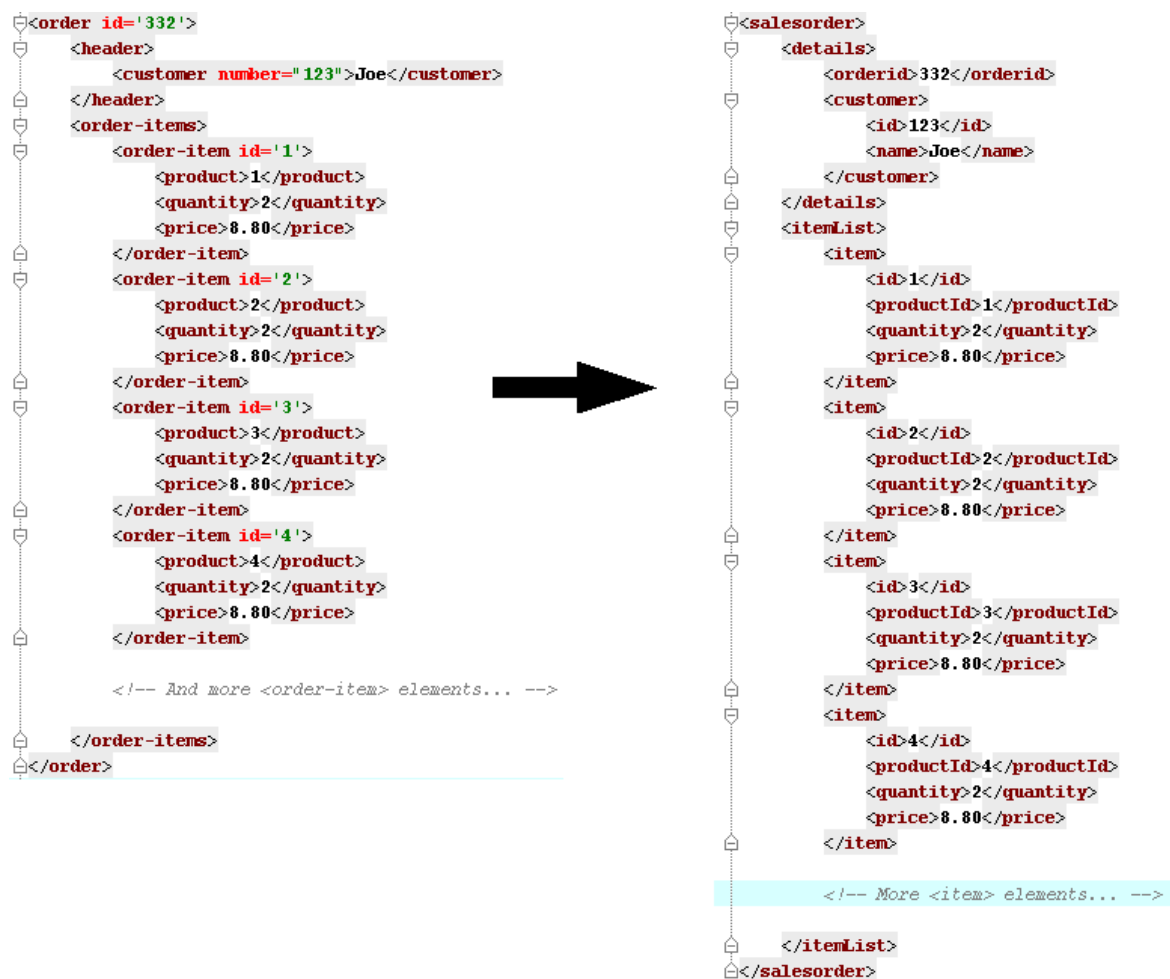 <order id='332'>
<header>
<customer number="123">Joe</customer>
</header>
<order-items>
<order-item id='1'>
<product>1</product>
<quantity>2</quantity>
<price>8.80</price>
</order-item>
<order-item id='2'>
<product>2</product>
<quantity>2</quantity>
<price>8.80</price>
</order-item>
<order-item id='3'>
<product>3</product>
<quantity>2</quantity>
<price>8.80</price>
</order-item>
<order-item id='4'>
<product>4</product>
<quantity>2</quantity>
<price>8.80</price>
</order-item>
<!-- And more <order-item> elements... -->
</order-items>
</order>
<salesorder>
<details>
<orderid>332</orderid>
<customer>
<id>123</id>
<name>Joe</name>
</customer>
</details>
<itemList>
<item>
<id>1</id>
<productId>1</productId>
<quantity>2</quantity>
<price>8.80</price>
</item>
<item>
<id>2</id>
<productId>2</productId>
<quantity>2</quantity>
<price>8.80</price>
</item>
<item>
<id>3</id>
<productId>3</productId>
<quantity>2</quantity>
<price>8.80</price>
</item>
<item>
<id>4</id>
<productId>4</productId>
<quantity>2</quantity>
<price>8.80</price>
</item>
<!-- More <item> elements... -->
</itemList>
</salesorder>